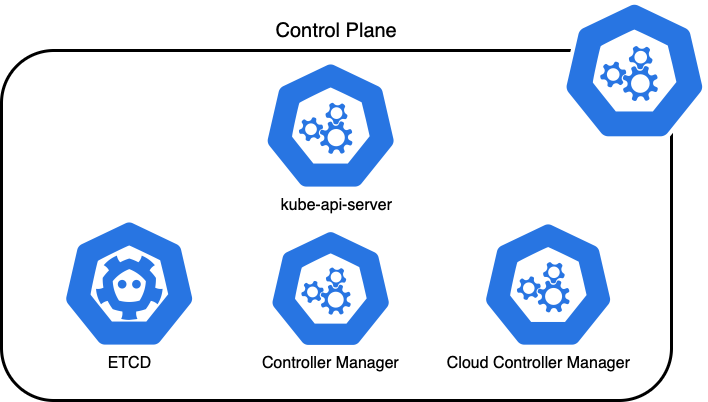 Control Plane
kube-api-server
ETCD
Controller Manager
Cloud Controller Manager